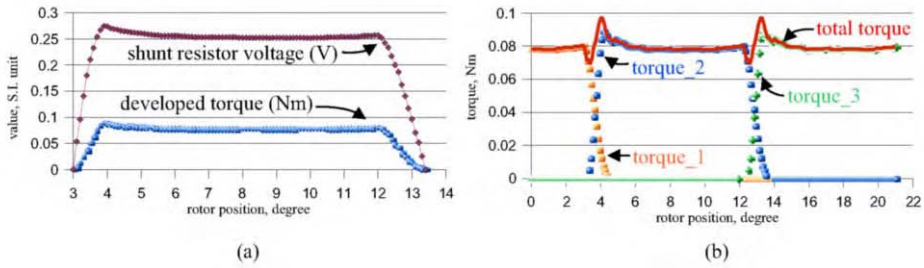 0.3
0.25
0.2
0.15
0.1
0.05
0
value, S.I. unit
shunt resistor voltage (V)
developed torque (Nm)
3 4 5 6 7 8 9 10 11 12 13 14
rotor position, degree
(a)
0.1
0.08
0.06
0.04
0.02
0
torque, Nm
total torque
torque_2
torque_3
torque_1
0 2 4 6 8 10 12 14 16 18 20 22
rotor position, degree
(b)